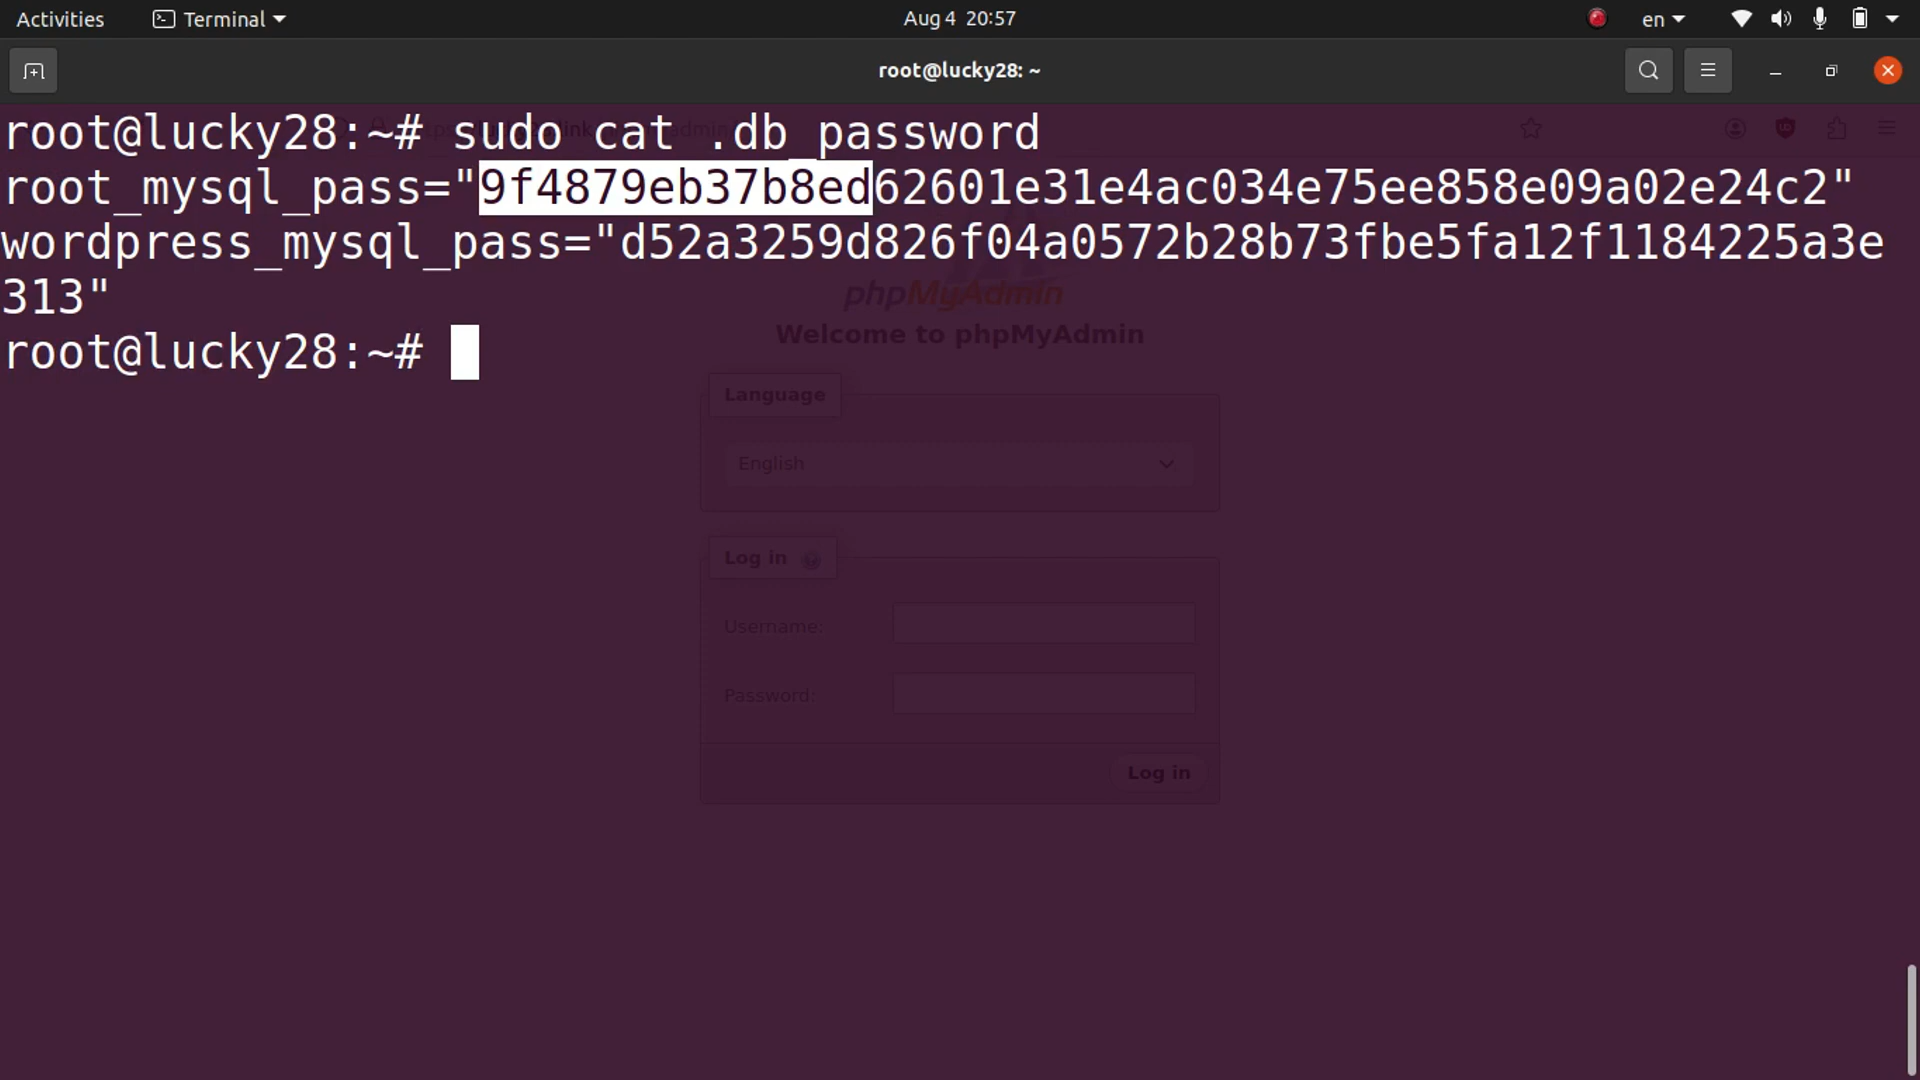 Activities
Terminal
Aug 4 20:57
en
root@lucky28: ~
root@lucky28:~# sudo cat .db_password
root_mysql_pass="9f4879eb37b8ed62601e31e4ac034e75ee858e09a02e24c2"
wordpress_mysql_pass="d52a3259d826f04a0572b28b73fbe5fa12f1184225a3e
313"
root@lucky28:~#
phpMyAdmin
Welcome to phpMyAdmin
Language
English
Log in
Username:
Password:
Log in